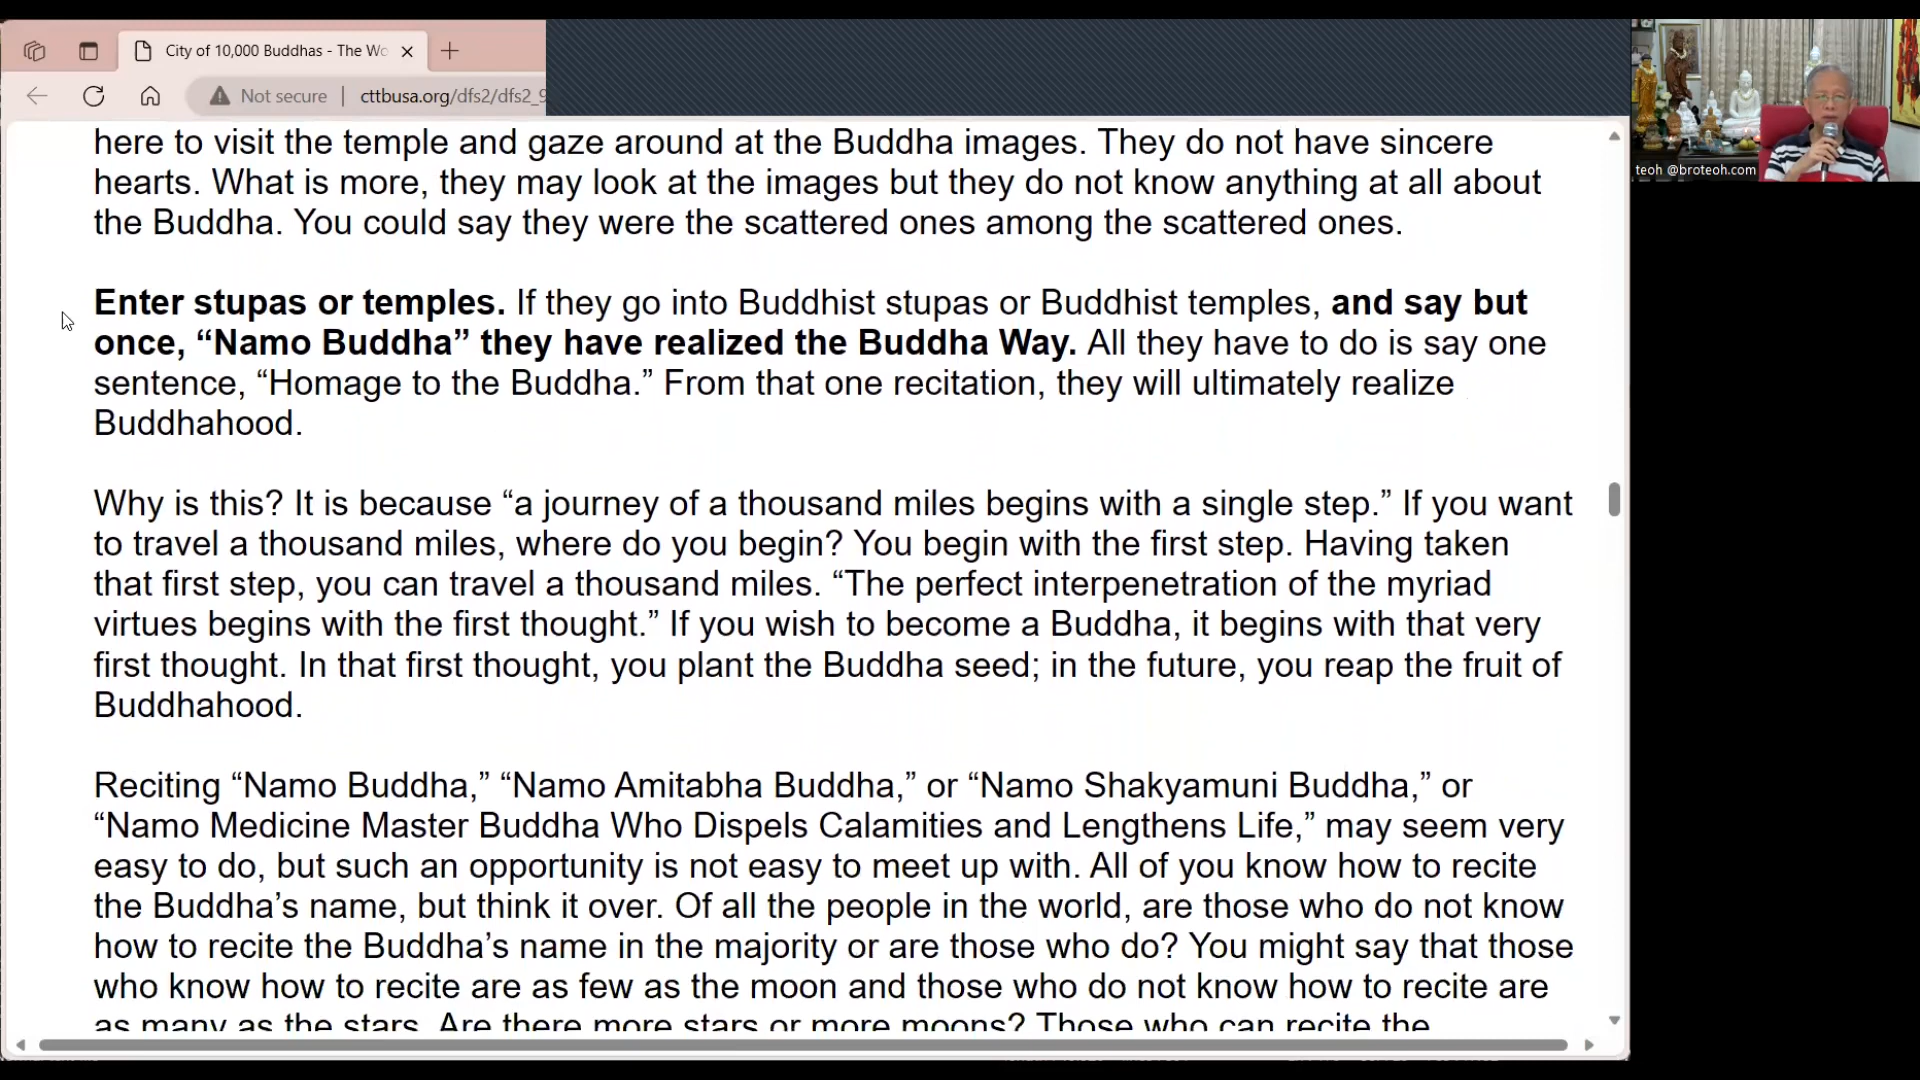 City of 10,000 Buddhas - The Wo
Not secure | cttbusa.org/dfs2/dfs2_9
teoh @broteoh.com
here to visit the temple and gaze around at the Buddha images. They do not have sincere
hearts. What is more, they may look at the images but they do not know anything at all about
the Buddha. You could say they were the scattered ones among the scattered ones.
Enter stupas or temples. If they go into Buddhist stupas or Buddhist temples, and say but
once, “Namo Buddha” they have realized the Buddha Way. All they have to do is say one
sentence, “Homage to the Buddha.” From that one recitation, they will ultimately realize
Buddhahood.
Why is this? It is because “a journey of a thousand miles begins with a single step.” If you want
to travel a thousand miles, where do you begin? You begin with the first step. Having taken
that first step, you can travel a thousand miles. “The perfect interpenetration of the myriad
virtues begins with the first thought.” If you wish to become a Buddha, it begins with that very
first thought. In that first thought, you plant the Buddha seed; in the future, you reap the fruit of
Buddhahood.
Reciting “Namo Buddha,” “Namo Amitabha Buddha,” or “Namo Shakyamuni Buddha,” or
“Namo Medicine Master Buddha Who Dispels Calamities and Lengthens Life,” may seem very
easy to do, but such an opportunity is not easy to meet up with. All of you know how to recite
the Buddha’s name, but think it over. Of all the people in the world, are those who do not know
how to recite the Buddha’s name in the majority or are those who do? You might say that those
who know how to recite are as few as the moon and those who do not know how to recite are
as many as the stars. Are there more stars or more moons? Those who can recite the